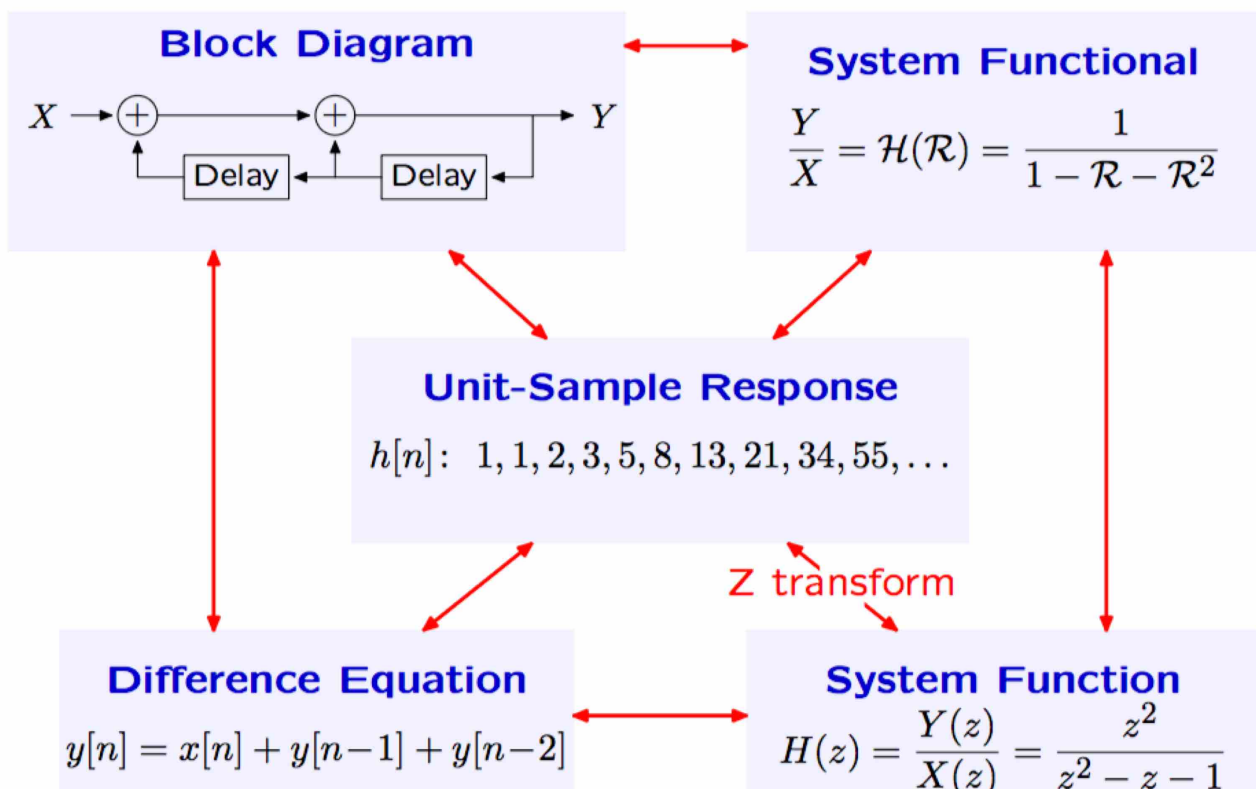 Block Diagram
X + + Y
Delay Delay
System Functional
Y/X = H(R) = 1/(1 − R − R²)
Unit-Sample Response
h[n]: 1, 1, 2, 3, 5, 8, 13, 21, 34, 55, ...
Z transform
Difference Equation
y[n] = x[n] + y[n−1] + y[n−2]
System Function
H(z) = Y(z)/X(z) = z²/(z² − z − 1)